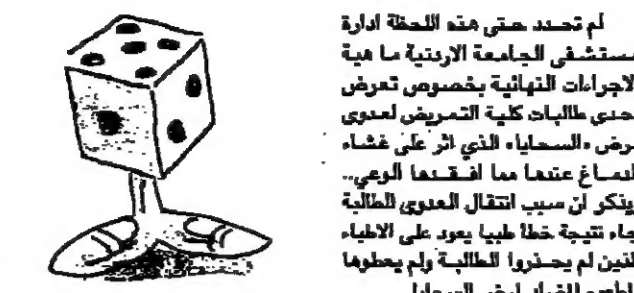 لم تحدد حتى هذه اللحظة ادارة
مستشفى الجامعة الاردنية ما هية
الاجراءات النهائية بخصوص تعرض
احدى طالبات كلية التمريض لعدوى
مرض «السحايا» الذي اثر على غشاء
الدماغ عندها مما افقدها الوعي..
ويذكر ان سبب انتقال العدوى للطالبة
جاء نتيجة خطأ طبيا يعود على الاطباء
الذين لم يحذروا الطالبة ولم يعطوها